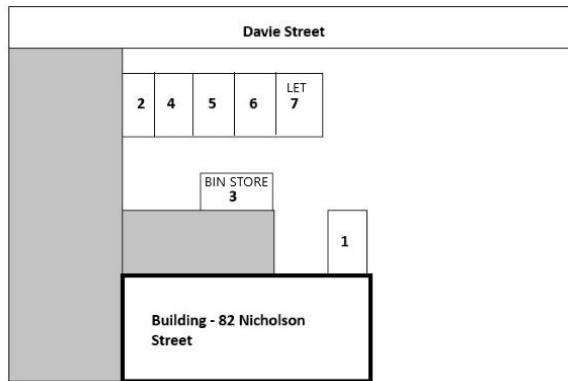 Davie Street
LET
2 4 5 6 7
BIN STORE
3
1
Building - 82 Nicholson
Street